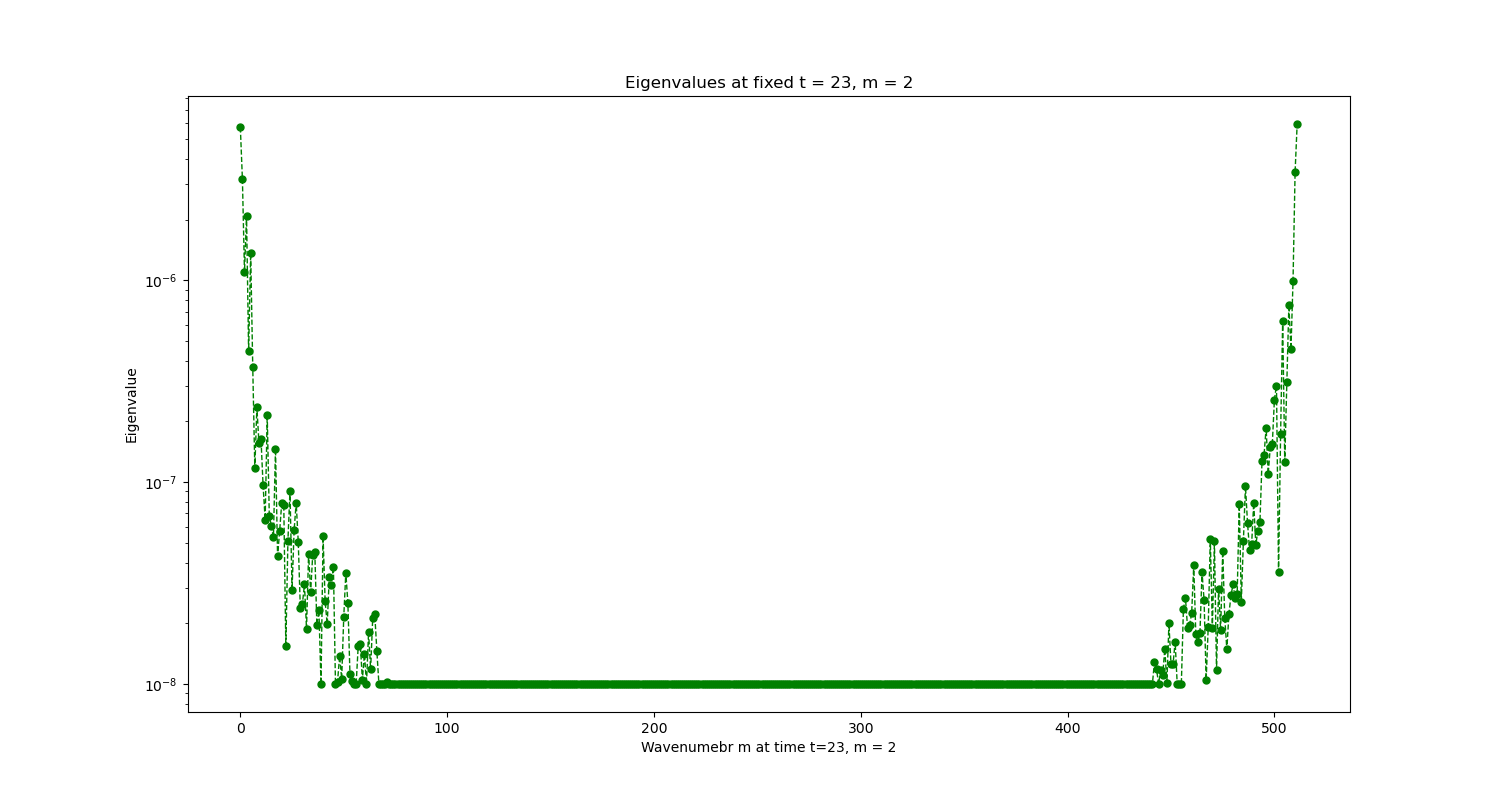 Eigenvalues at fixed t = 23, m = 2
10⁻⁶
10⁻⁷
10⁻⁸
Eigenvalue
0 100 200 300 400 500
Wavenumebr m at time t=23, m = 2